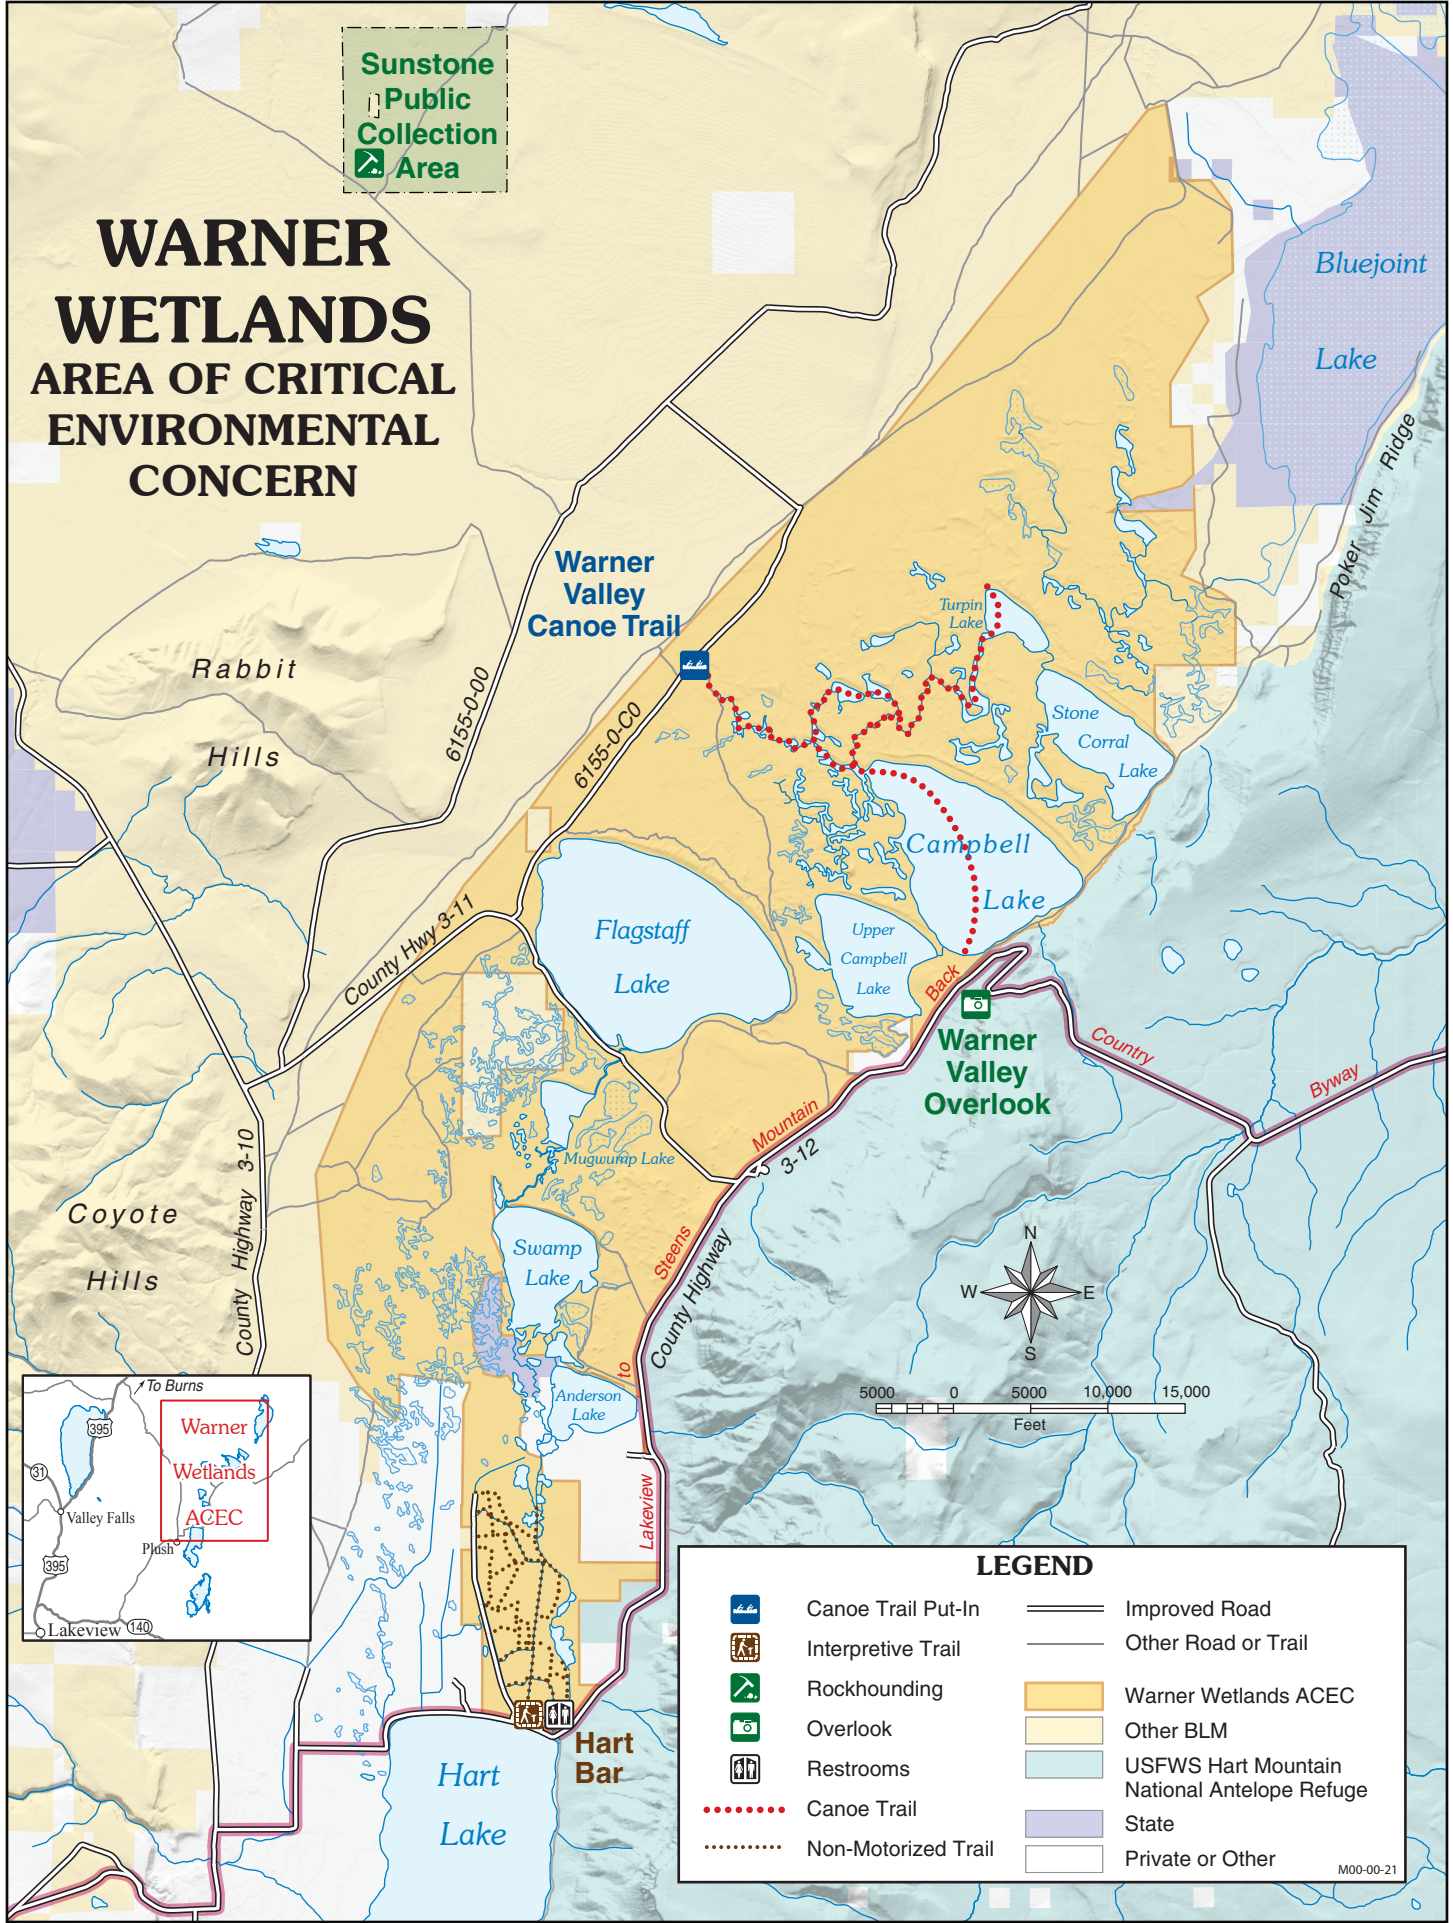 Sunstone
Public
Collection
Area
WARNER
WETLANDS
AREA OF CRITICAL
ENVIRONMENTAL
CONCERN
Bluejoint
Lake
Poker Jim Ridge
Warner
Valley
Canoe Trail
Turpin
Lake
Rabbit
Hills
6155-0-00
6155-0-C0
Stone
Corral
Lake
Campbell
Lake
County Hwy 3-11
Flagstaff
Lake
Upper
Campbell
Lake
Back
Warner
Valley
Overlook
Country
Byway
Mountain
3-12
Mugwump Lake
County Highway 3-10
Coyote
Hills
Swamp
Lake
Steens
County Highway
to
Anderson
Lake
Lakeview
N
W
E
S
5000
0
5000
10,000
15,000
Feet
To Burns
395
Warner
31
Wetlands
Valley Falls
ACEC
Plush
395
Lakeview
140
Hart
Bar
Hart
Lake
LEGEND
Canoe Trail Put-In
Interpretive Trail
Rockhounding
Overlook
Restrooms
Canoe Trail
Non-Motorized Trail
Improved Road
Other Road or Trail
Warner Wetlands ACEC
Other BLM
USFWS Hart Mountain
National Antelope Refuge
State
Private or Other
M00-00-21